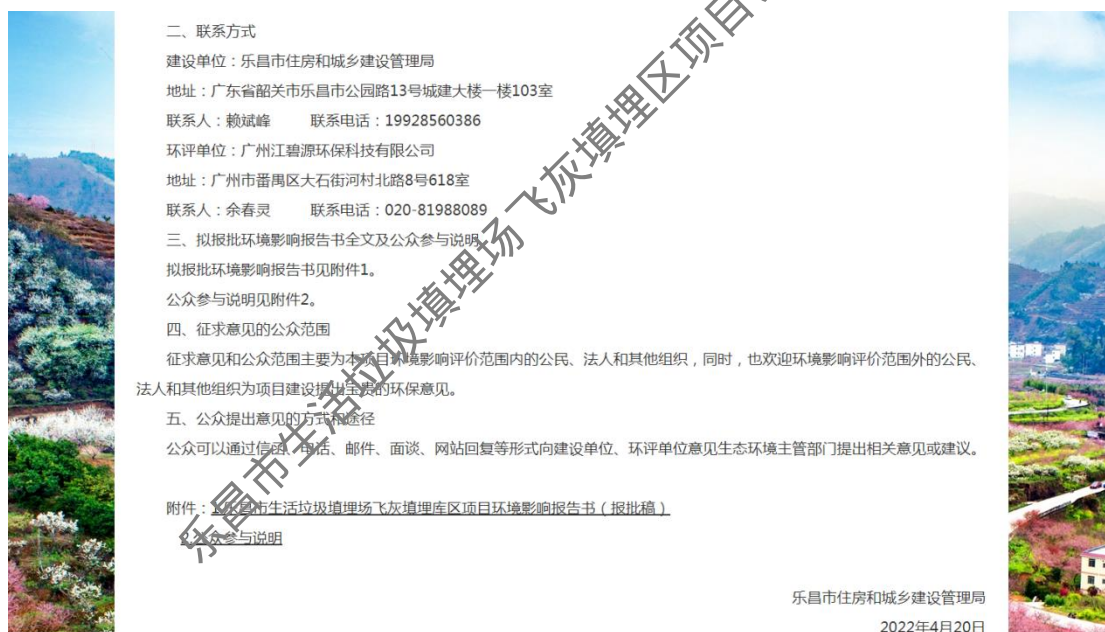 二、联系方式
建设单位：乐昌市住房和城乡建设管理局
地址：广东省韶关市乐昌市公园路13号城建大楼一楼103室
联系人：赖斌峰 联系电话：19928560386
环评单位：广州江碧源环保科技有限公司
地址：广州市番禺区大石街河村北路8号618室
联系人：余春灵 联系电话：020-81988089
三、拟报批环境影响报告书全文及公众参与说明
拟报批环境影响报告书见附件1。
公众参与说明见附件2。
四、征求意见的公众范围
征求意见和公众范围主要为本项目环境影响评价范围内的公民、法人和其他组织，同时，也欢迎环境影响评价范围外的公民、
法人和其他组织为项目建设提出宝贵的环保意见。
五、公众提出意见的方式和途径
公众可以通过信函、电话、邮件、面谈、网站回复等形式向建设单位、环评单位意见生态环境主管部门提出相关意见或建议。
附件：1.乐昌市生活垃圾填埋场飞灰填埋库区项目环境影响报告书（报批稿）
2.公众参与说明
乐昌市住房和城乡建设管理局
2022年4月20日
乐昌市生活垃圾填埋场飞灰填埋区项目